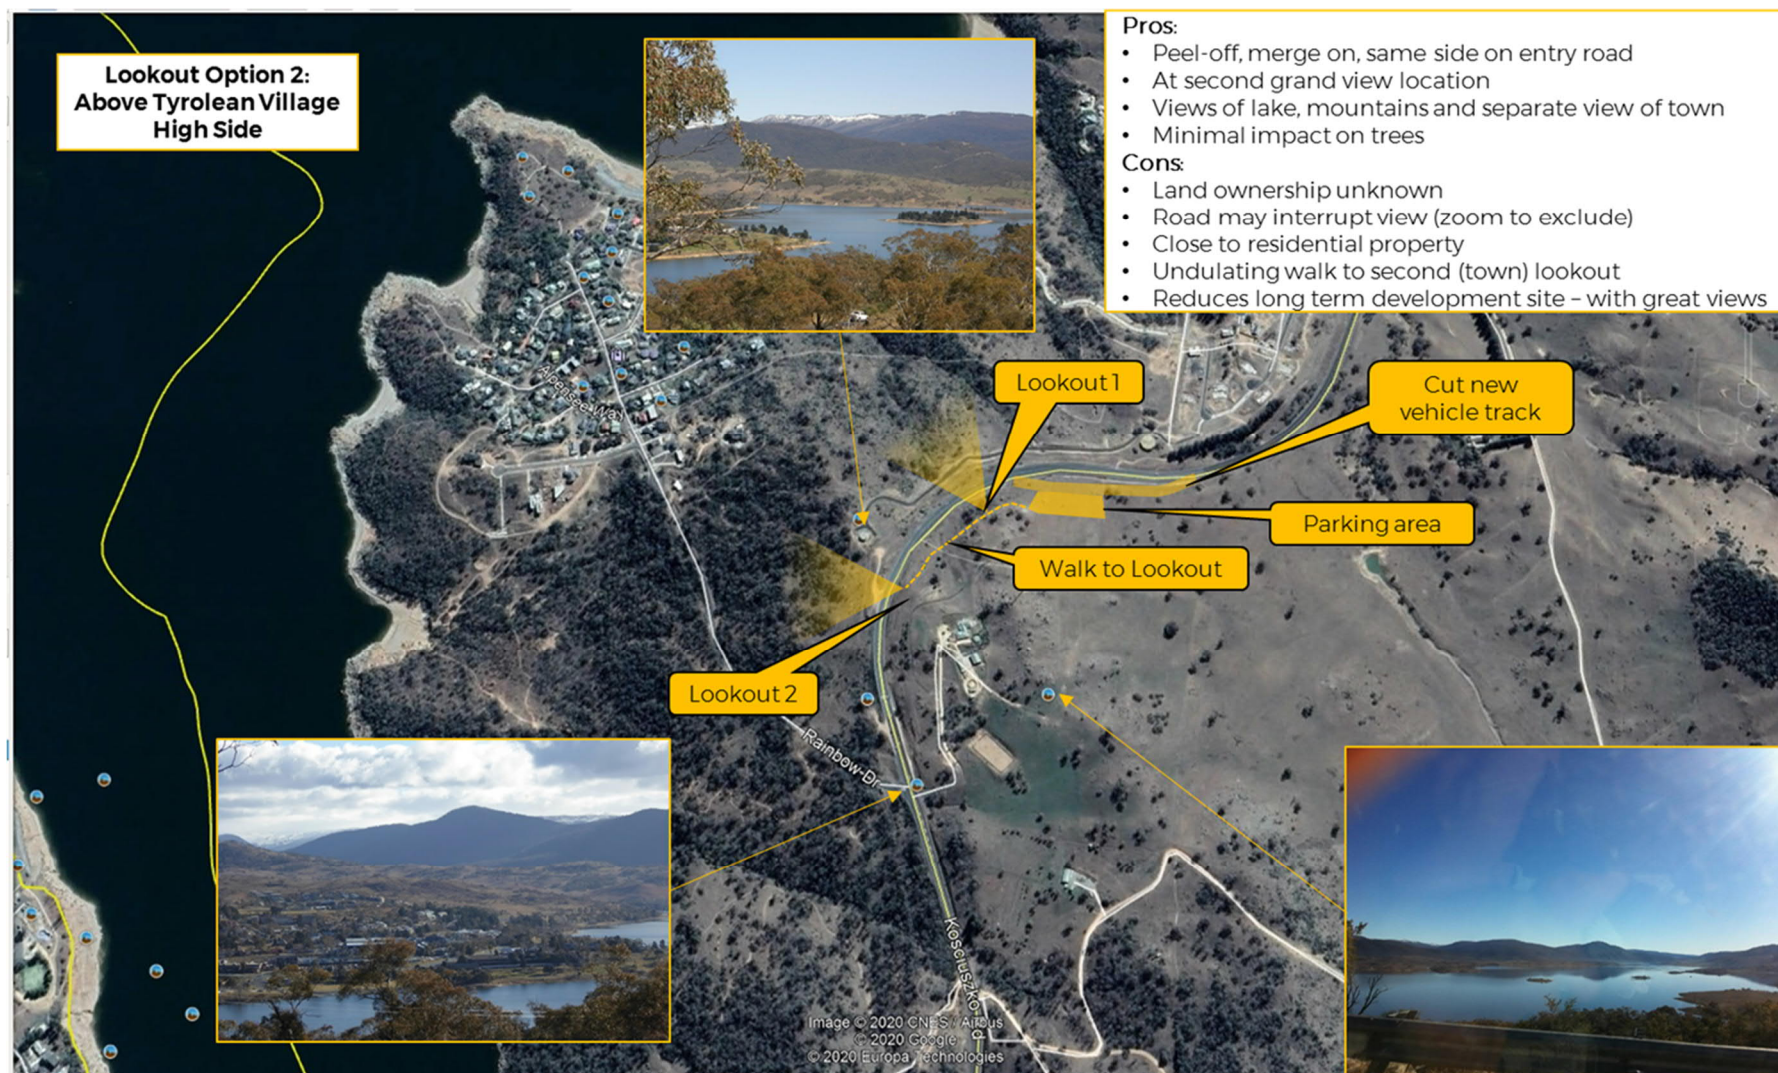 Lookout Option 2:
Above Tyrolean Village
High Side
Pros:
• Peel-off, merge on, same side on entry road
• At second grand view location
• Views of lake, mountains and separate view of town
• Minimal impact on trees
Cons:
• Land ownership unknown
• Road may interrupt view (zoom to exclude)
• Close to residential property
• Undulating walk to second (town) lookout
• Reduces long term development site – with great views
Lookout 1
Cut new
vehicle track
Alpensee Way
Parking area
Walk to Lookout
Lookout 2
Rainbow Dr
Kosciuszko Rd
Image © 2020 CNES / Airbus
© 2020 Google
© 2020 Europa Technologies